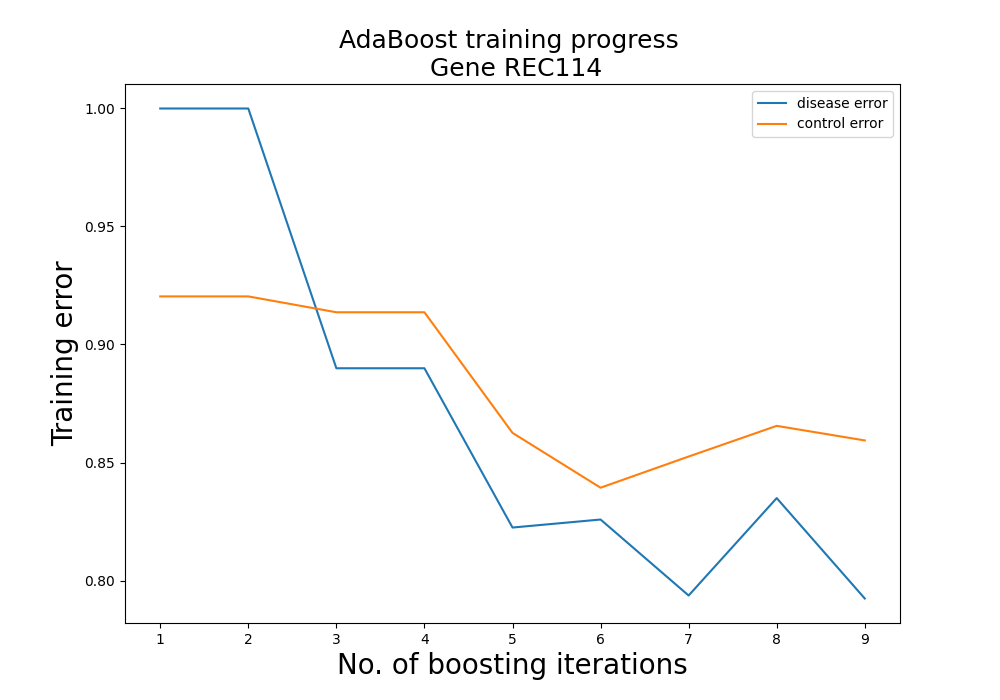 AdaBoost training progress
Gene REC114
disease error
control error
1.00
0.95
0.90
0.85
0.80
Training error
1 2 3 4 5 6 7 8 9
No. of boosting iterations